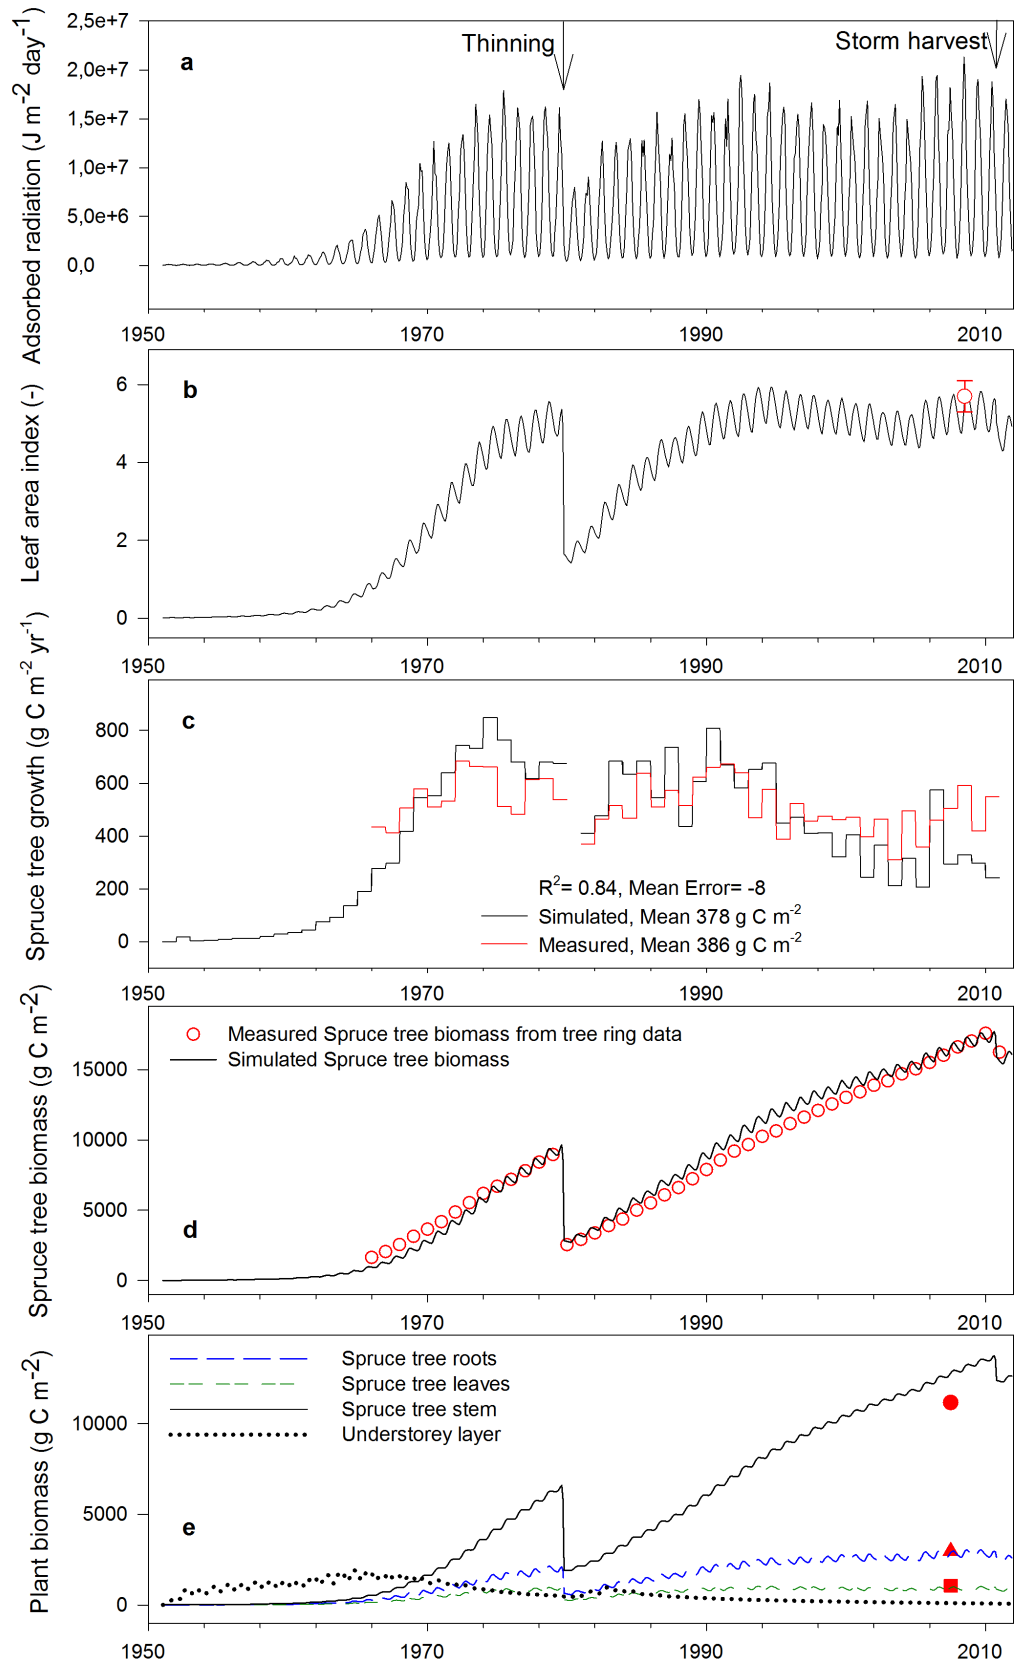 Adsorbed radiation (J m-2 day-1)
2,5e+7
2,0e+7
1,5e+7
1,0e+7
5,0e+6
0,0
a
Thinning
Storm harvest
1950
1970
1990
2010
Leaf area index (-)
6
4
2
0
b
1950
1970
1990
2010
Spruce tree growth (g C m-2 yr-1)
800
600
400
200
0
c
R2= 0.84, Mean Error= -8
Simulated, Mean 378 g C m-2
Measured, Mean 386 g C m-2
1950
1970
1990
2010
Spruce tree biomass (g C m-2)
15000
10000
5000
0
Measured Spruce tree biomass from tree ring data
Simulated Spruce tree biomass
d
1950
1970
1990
2010
Plant biomass (g C m-2)
10000
5000
0
Spruce tree roots
Spruce tree leaves
Spruce tree stem
Understorey layer
e
1950
1970
1990
2010